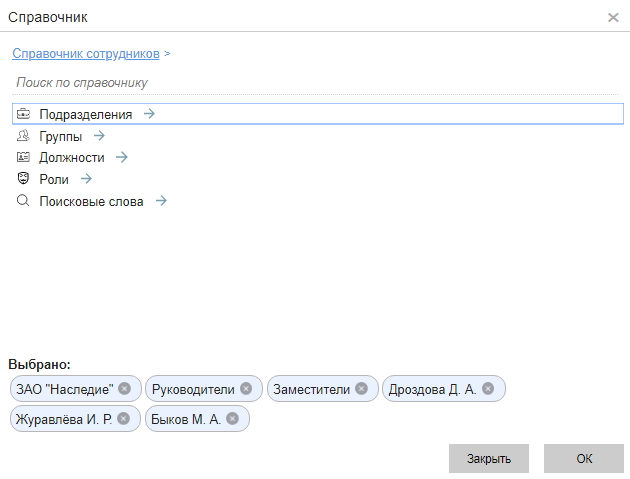 Справочник
Справочник сотрудников >
Поиск по справочнику
Подразделения
Группы
Должности
Роли
Поисковые слова
Выбрано:
ЗАО "Наследие" Руководители Заместители Дроздова Д. А.
Журавлёва И. Р. Быков М. А.
Закрыть ОК